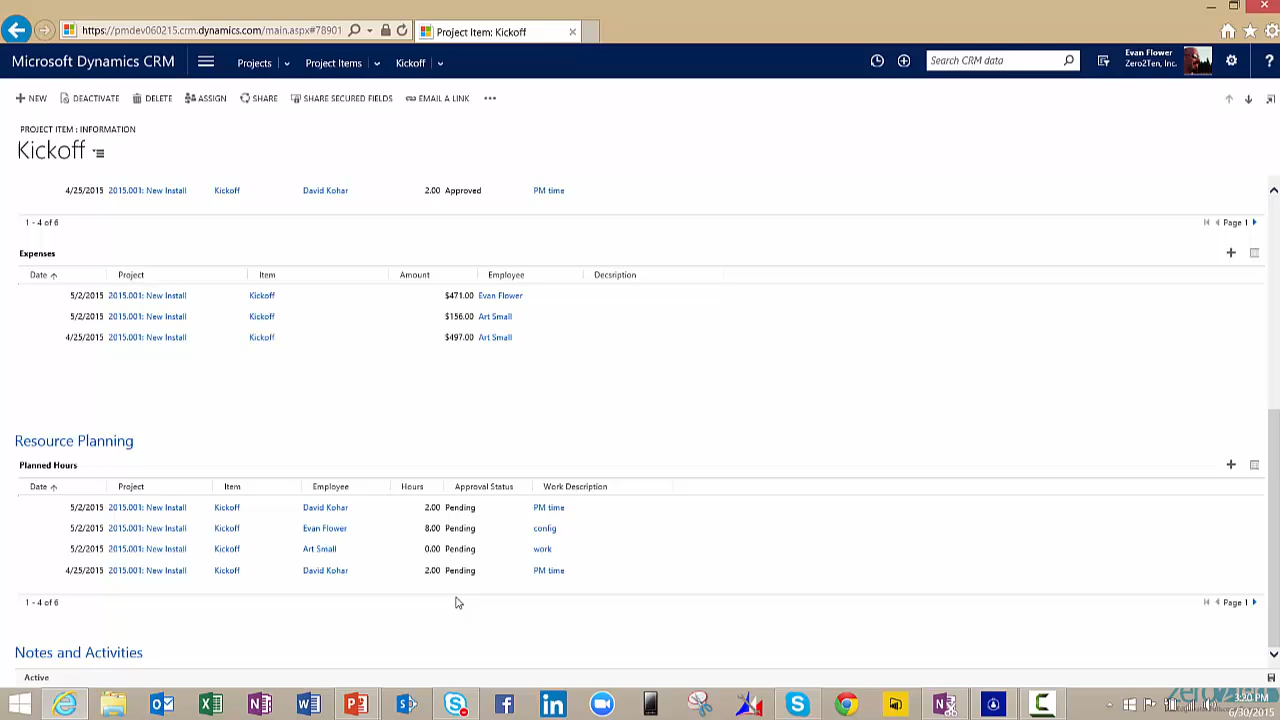 https://pmdev060215.crm.dynamics.com/main.aspx#78901
Project Item: Kickoff
Microsoft Dynamics CRM Projects Project Items Kickoff Search CRM data Evan Flower ?
Zero2Ten, Inc.
NEW DEACTIVATE DELETE ASSIGN SHARE SHARE SECURED FIELDS EMAIL A LINK •••
PROJECT ITEM : INFORMATION
Kickoff
4/25/2015 2015.001: New Install Kickoff David Kohar 2.00 Approved PM time
1 - 4 of 6 Page 1
Expenses
Date Project Item Amount Employee Decsription
5/2/2015 2015.001: New Install Kickoff $471.00 Evan Flower
5/2/2015 2015.001: New Install Kickoff $156.00 Art Small
4/25/2015 2015.001: New Install Kickoff $497.00 Art Small
Resource Planning
Planned Hours
Date Project Item Employee Hours Approval Status Work Description
5/2/2015 2015.001: New Install Kickoff David Kohar 2.00 Pending PM time
5/2/2015 2015.001: New Install Kickoff Evan Flower 8.00 Pending config
5/2/2015 2015.001: New Install Kickoff Art Small 0.00 Pending work
4/25/2015 2015.001: New Install Kickoff David Kohar 2.00 Pending PM time
1 - 4 of 6 Page 1
Notes and Activities
Active
3:20 PM
6/30/2015